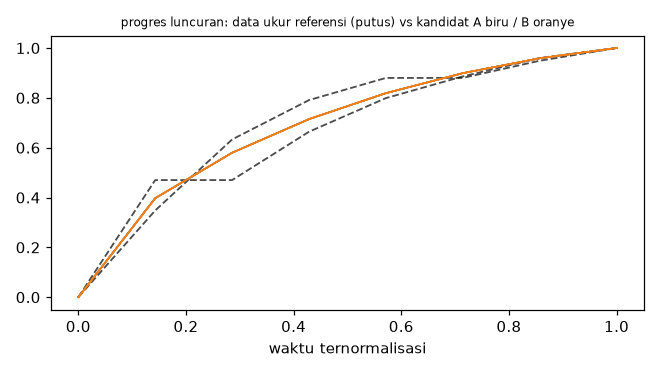 progres luncuran: data ukur referensi (putus) vs kandidat A biru / B oranye
1.0
0.8
0.6
0.4
0.2
0.0
0.0 0.2 0.4 0.6 0.8 1.0
waktu ternormalisasi